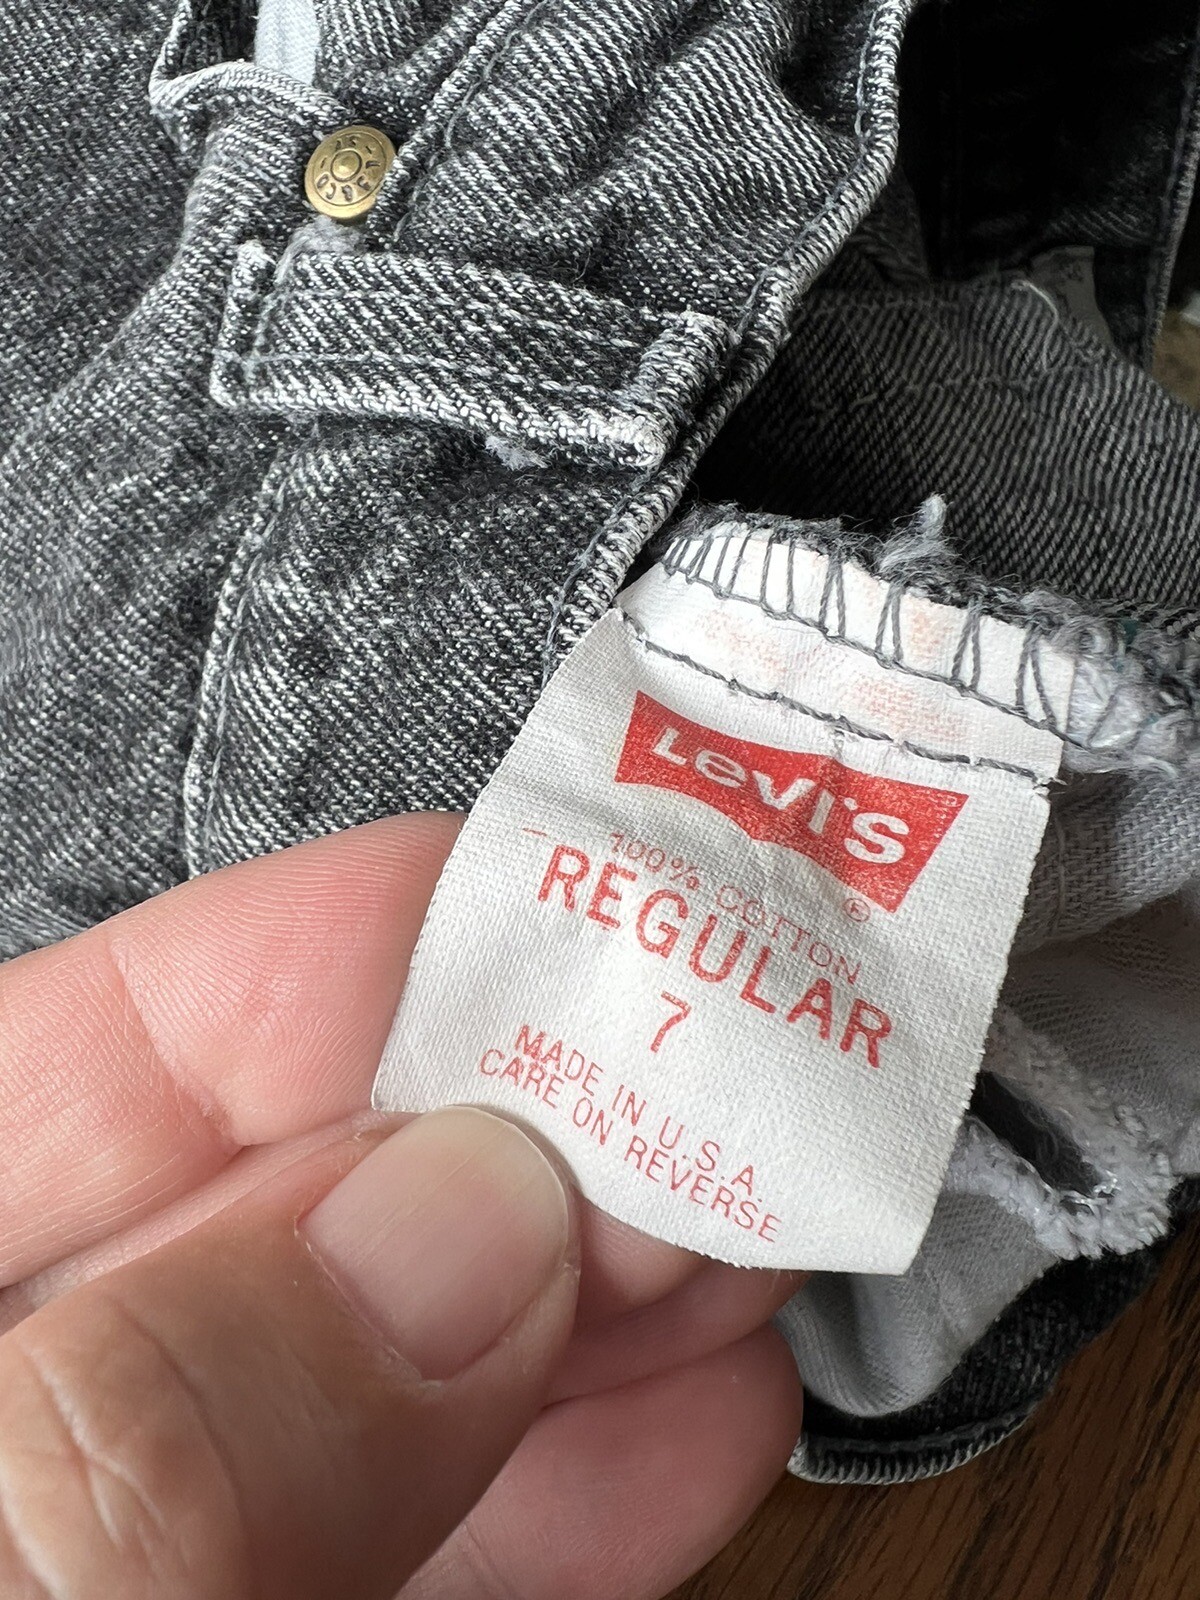 Levi's
®
100% COTTON
REGULAR
7
MADE IN U.S.A.
CARE ON REVERSE